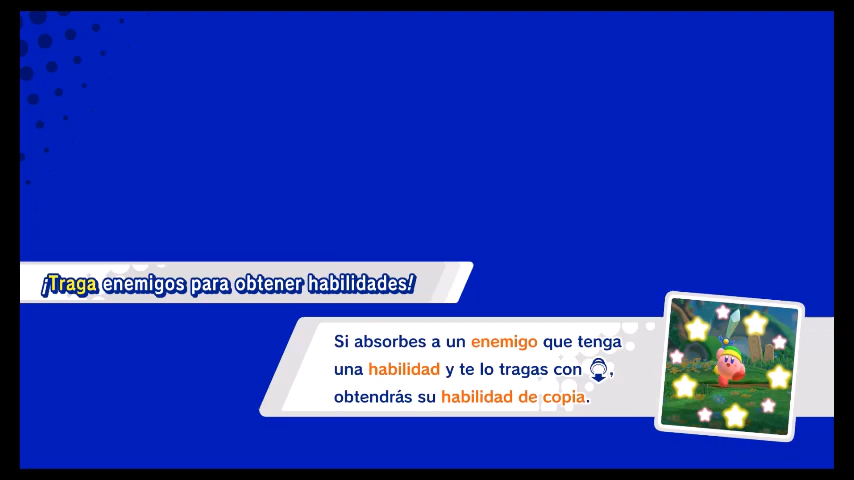 ¡Traga enemigos para obtener habilidades!
Si absorbes a un enemigo que tenga
una habilidad y te lo tragas con ,
obtendrás su habilidad de copia.